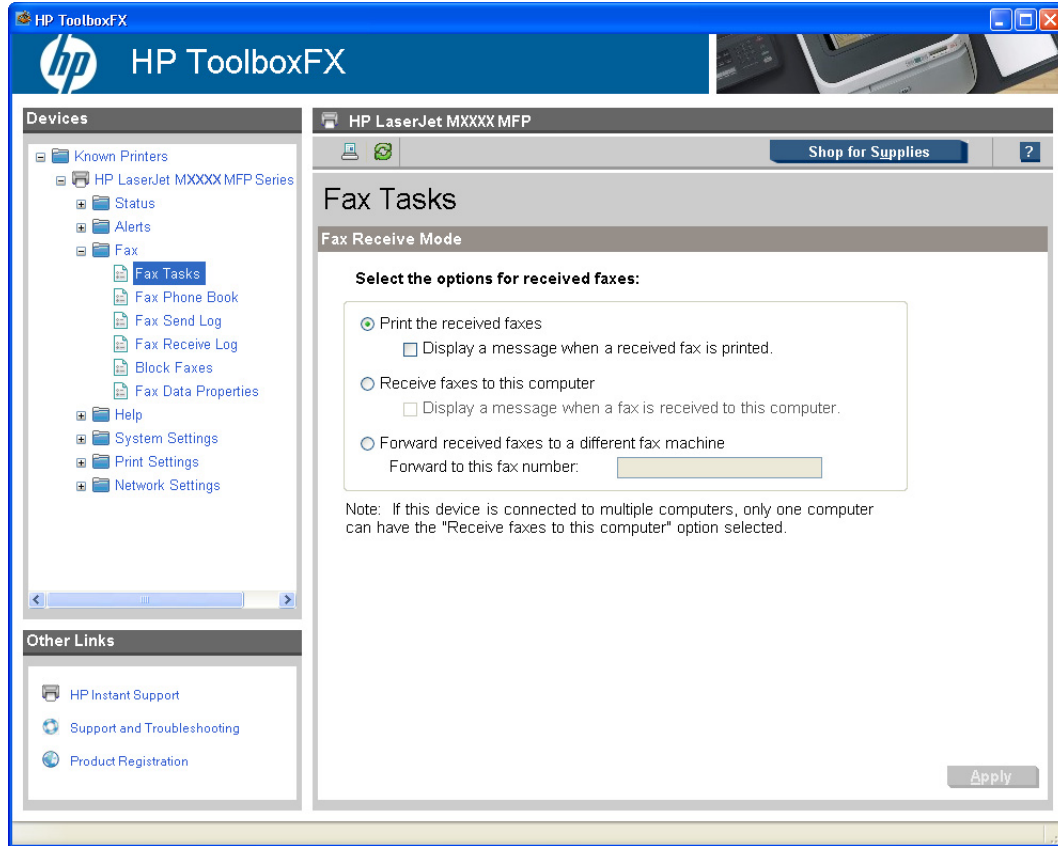 HP ToolboxFX
hp
HP ToolboxFX
Devices
Known Printers
HP LaserJet MXXXX MFP Series
Status
Alerts
Fax
Fax Tasks
Fax Phone Book
Fax Send Log
Fax Receive Log
Block Faxes
Fax Data Properties
Help
System Settings
Print Settings
Network Settings
Other Links
HP Instant Support
Support and Troubleshooting
Product Registration
HP LaserJet MXXXX MFP
Shop for Supplies
?
Fax Tasks
Fax Receive Mode
Select the options for received faxes:
Print the received faxes
Display a message when a received fax is printed.
Receive faxes to this computer
Display a message when a fax is received to this computer.
Forward received faxes to a different fax machine
Forward to this fax number:
Note: If this device is connected to multiple computers, only one computer
can have the "Receive faxes to this computer" option selected.
Apply